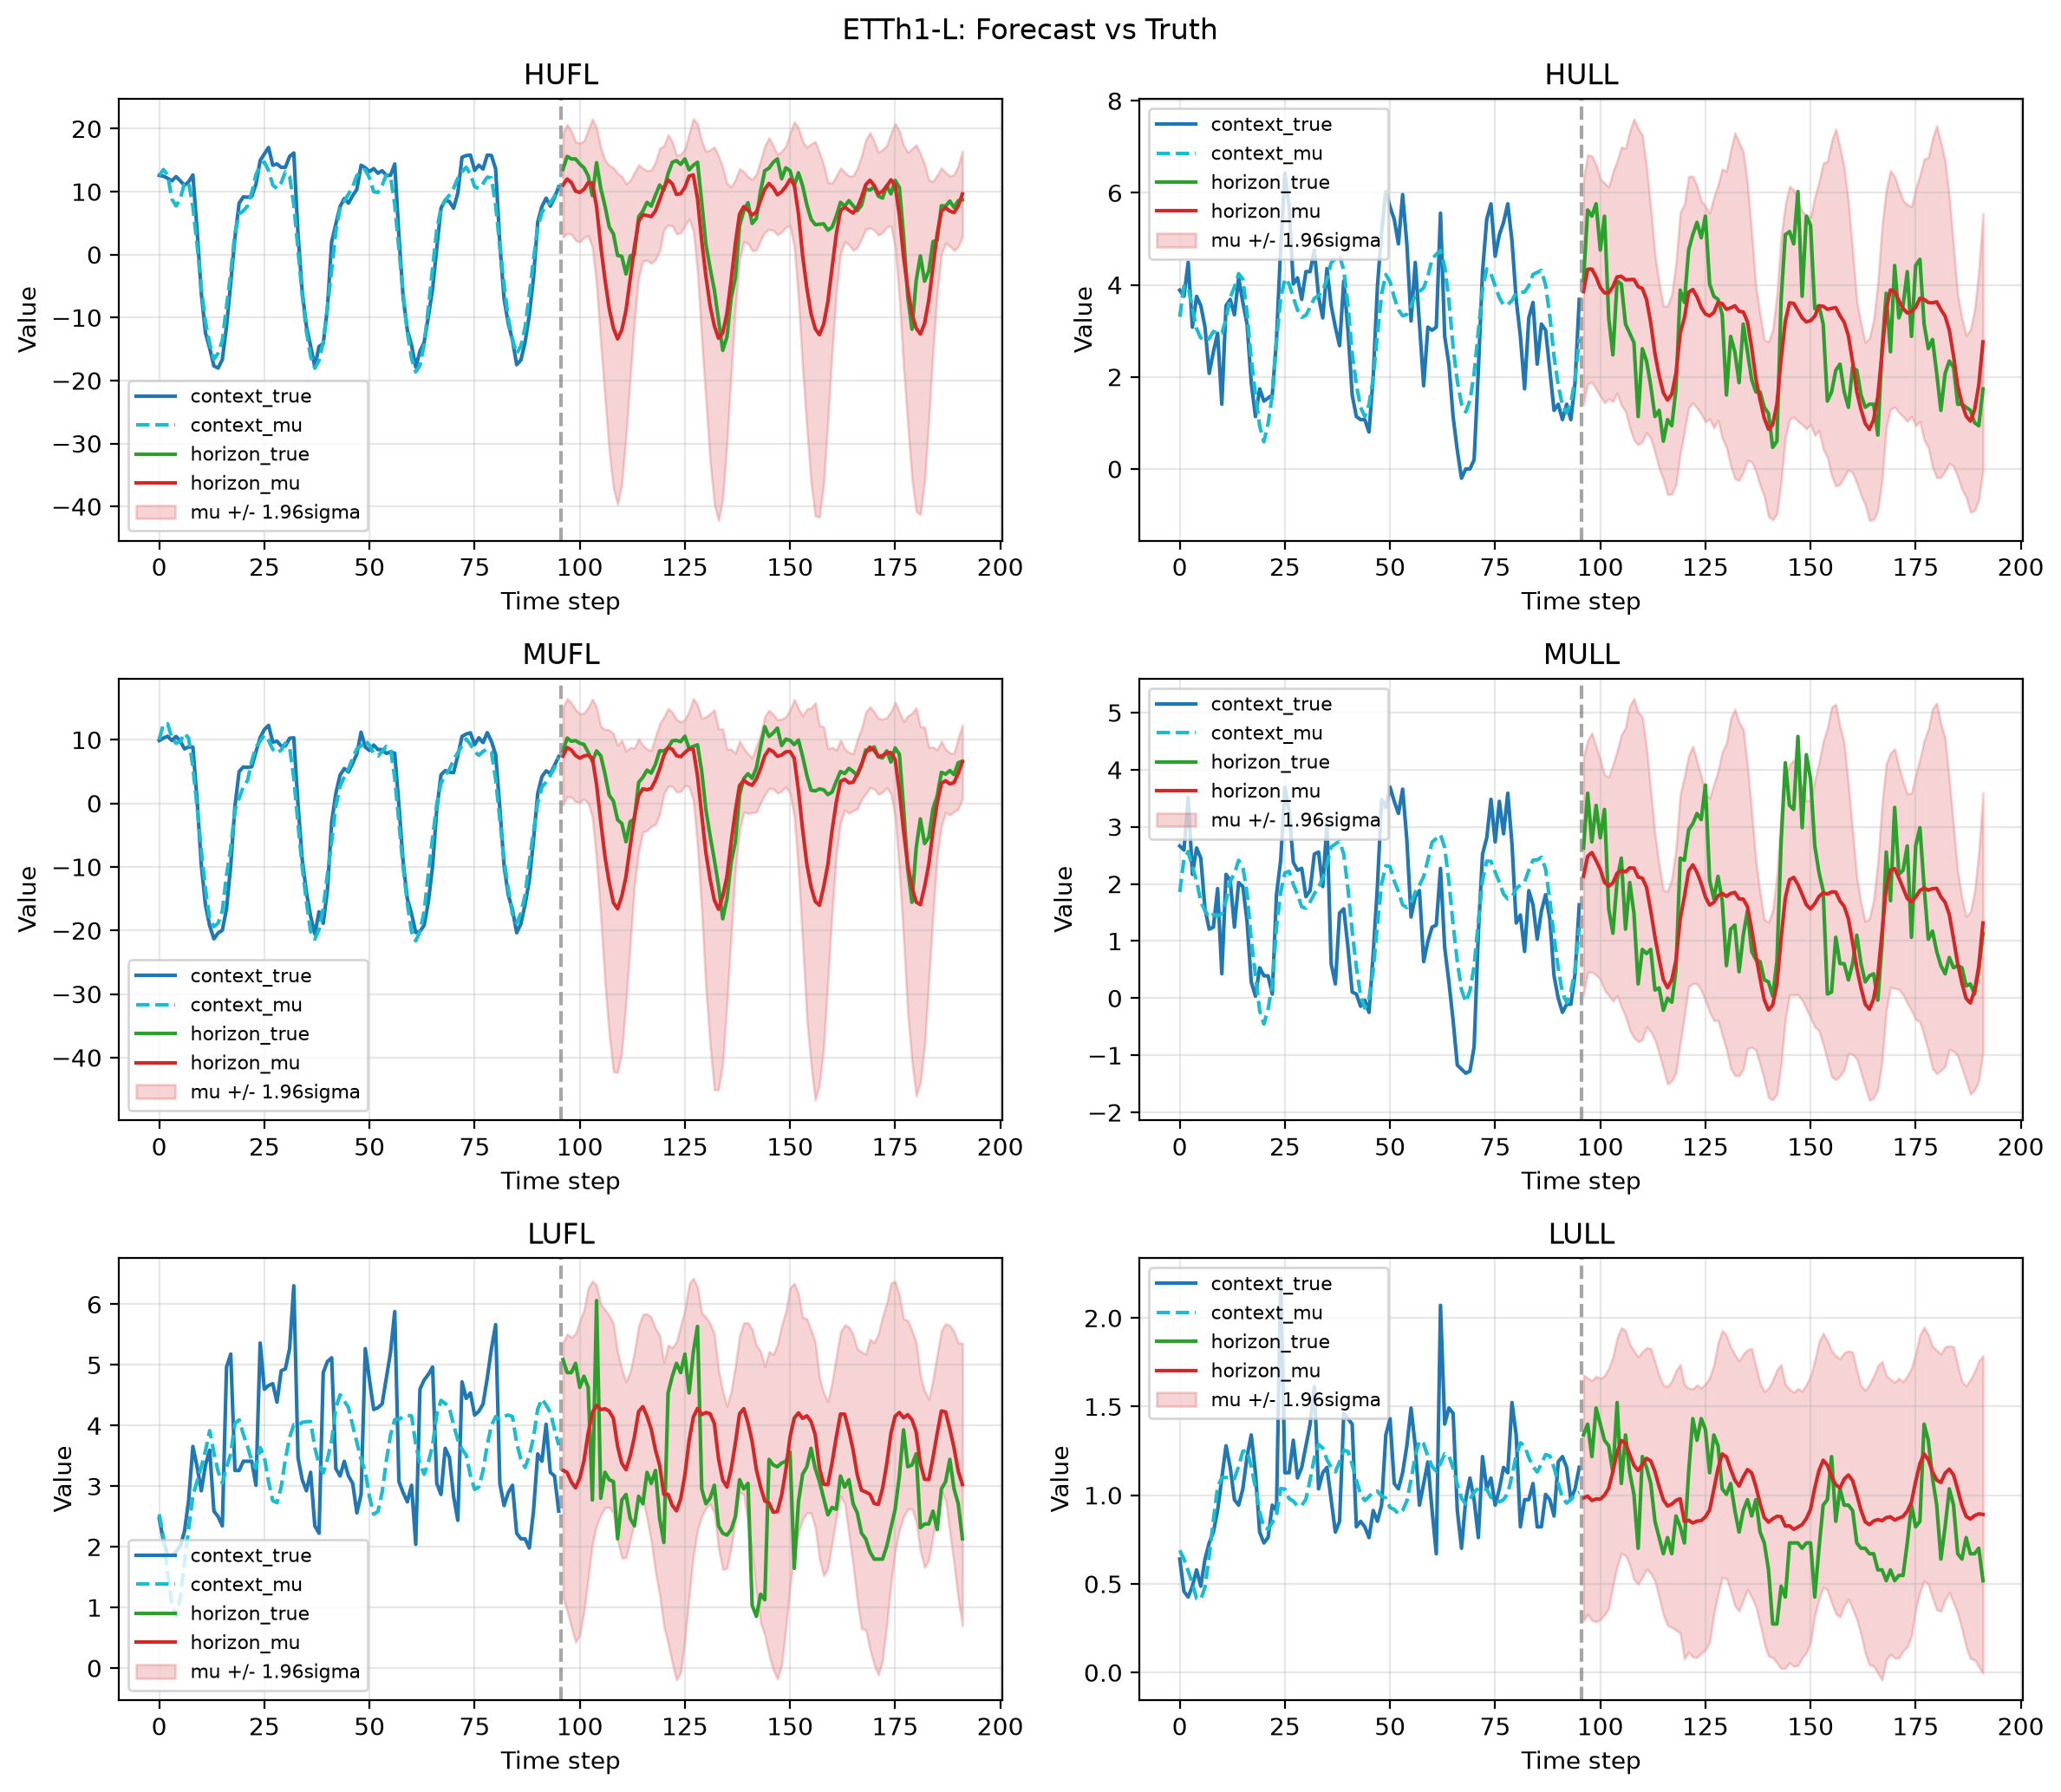 ETTh1-L: Forecast vs Truth
HUFL
Value
20
10
0
−10
−20
−30
−40
context_true
context_mu
horizon_true
horizon_mu
mu +/- 1.96sigma
0 25 50 75 100 125 150 175 200
Time step
HULL
Value
8
6
4
2
0
context_true
context_mu
horizon_true
horizon_mu
mu +/- 1.96sigma
0 25 50 75 100 125 150 175 200
Time step
MUFL
Value
10
0
−10
−20
−30
−40
context_true
context_mu
horizon_true
horizon_mu
mu +/- 1.96sigma
0 25 50 75 100 125 150 175 200
Time step
MULL
Value
5
4
3
2
1
0
−1
−2
context_true
context_mu
horizon_true
horizon_mu
mu +/- 1.96sigma
0 25 50 75 100 125 150 175 200
Time step
LUFL
Value
6
5
4
3
2
1
0
context_true
context_mu
horizon_true
horizon_mu
mu +/- 1.96sigma
0 25 50 75 100 125 150 175 200
Time step
LULL
Value
2.0
1.5
1.0
0.5
0.0
context_true
context_mu
horizon_true
horizon_mu
mu +/- 1.96sigma
0 25 50 75 100 125 150 175 200
Time step